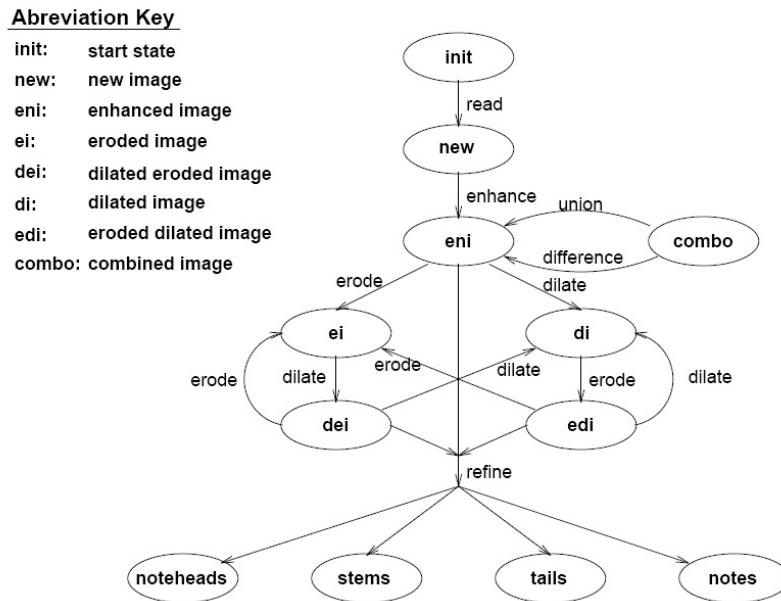 Abreviation Key
init: start state
new: new image
eni: enhanced image
ei: eroded image
dei: dilated eroded image
di: dilated image
edi: eroded dilated image
combo: combined image
init
read
new
enhance
union
eni
combo
difference
erode
dilate
ei
di
erode
dilate
erode
dilate
erode
dilate
dei
edi
refine
noteheads
stems
tails
notes